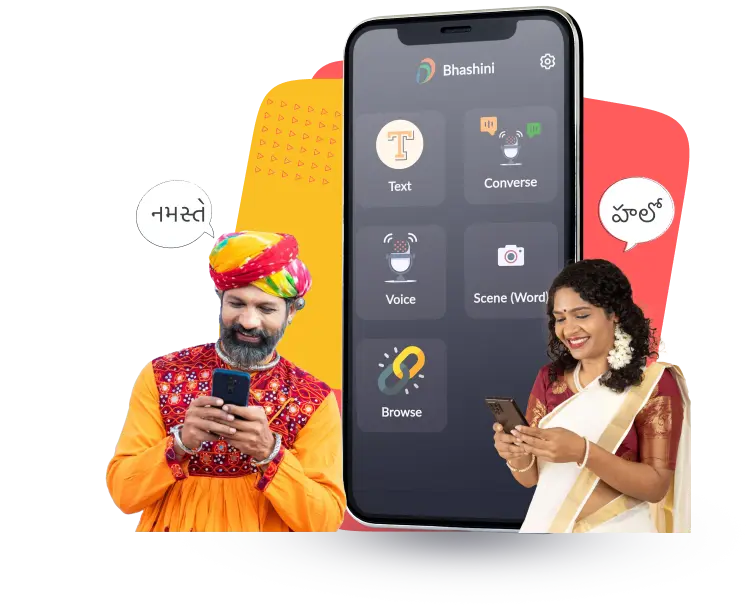 Bhashini
T
Text
Converse
નમસ્તે
హలో
Voice
Scene (Word)
Browse